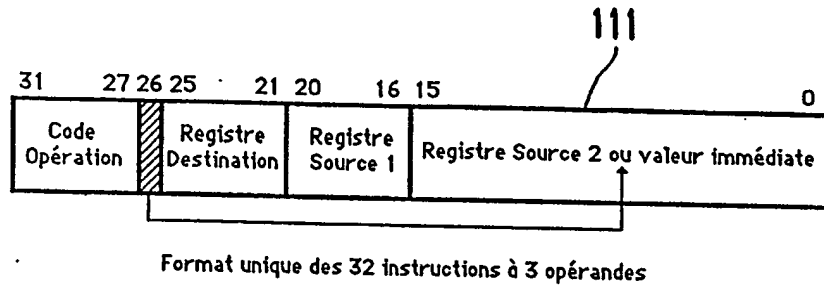 111
31 27 26 25 21 20 16 15 0
Code
Opération
Registre
Destination
Registre
Source 1
Registre Source 2 ou valeur immédiate
Format unique des 32 instructions à 3 opérandes